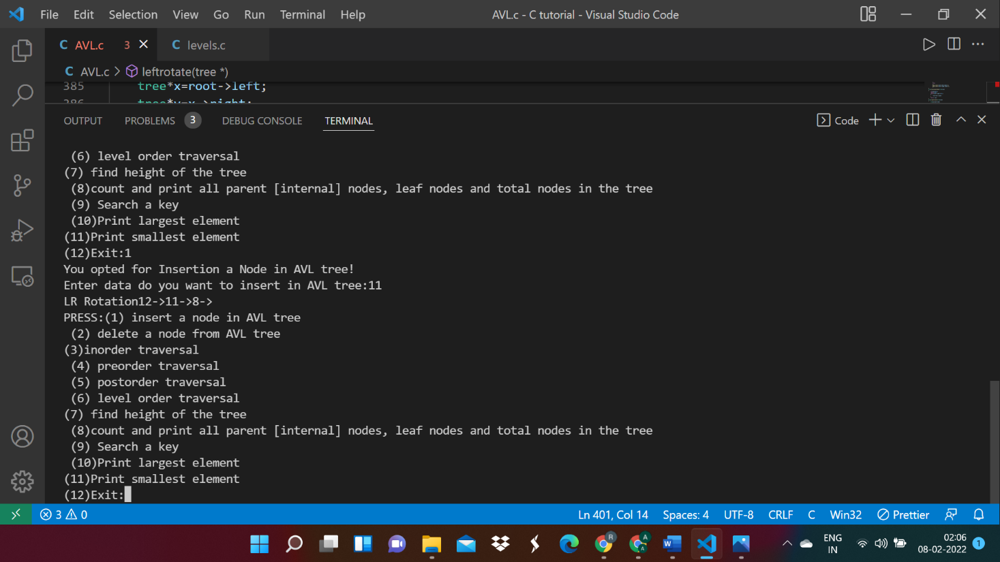 File Edit Selection View Go Run Terminal Help AVL.c - C tutorial - Visual Studio Code
C AVL.c 3 C levels.c
C AVL.c > leftrotate(tree *)
385 tree*x=root->left;
386 tree*y=x->right;
OUTPUT PROBLEMS 3 DEBUG CONSOLE TERMINAL Code
(6) level order traversal
(7) find height of the tree
(8)count and print all parent [internal] nodes, leaf nodes and total nodes in the tree
(9) Search a key
(10)Print largest element
(11)Print smallest element
(12)Exit:1
You opted for Insertion a Node in AVL tree!
Enter data do you want to insert in AVL tree:11
LR Rotation12->11->8->
PRESS:(1) insert a node in AVL tree
(2) delete a node from AVL tree
(3)inorder traversal
(4) preorder traversal
(5) postorder traversal
(6) level order traversal
(7) find height of the tree
(8)count and print all parent [internal] nodes, leaf nodes and total nodes in the tree
(9) Search a key
(10)Print largest element
(11)Print smallest element
(12)Exit:
3 0 Ln 401, Col 14 Spaces: 4 UTF-8 CRLF C Win32 Prettier
R A A W ENG IN 02:06 08-02-2022 1